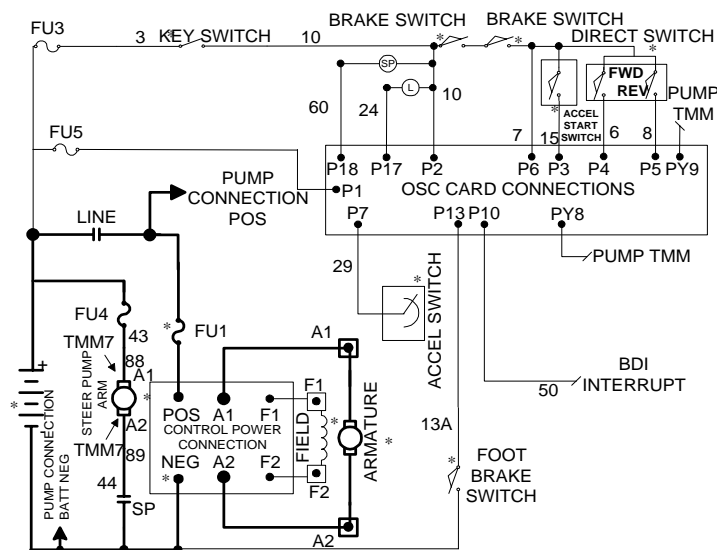 BRAKE SWITCH
BRAKE SWITCH
FU3
3
*
KEY SWITCH
10
*
*
DIRECT SWITCH
*
SP
L
60
24
10
FWD
REV
PUMP
TMM
*
ACCEL
START
SWITCH
FU5
7
15
6
8
P18
P17
P2
P6
P3
P4
P5
PY9
P1
OSC CARD CONNECTIONS
P7
P13
P10
PY8
PUMP
CONNECTION
POS
LINE
29
*
ACCEL SWITCH
PUMP TMM
FU4
43
*
FU1
TMM7
88
A1
A1
BDI
INTERRUPT
50
+
*
STEER PUMP
ARM
*
POS
A1
F1
F1
CONTROL POWER
CONNECTION
FIELD
*
ARMATURE
*
A2
TMM7
NEG
*
A2
F2
F2
13A
89
44
SP
PUMP CONNECTION
BATT NEG
*
FOOT
BRAKE
SWITCH
A2